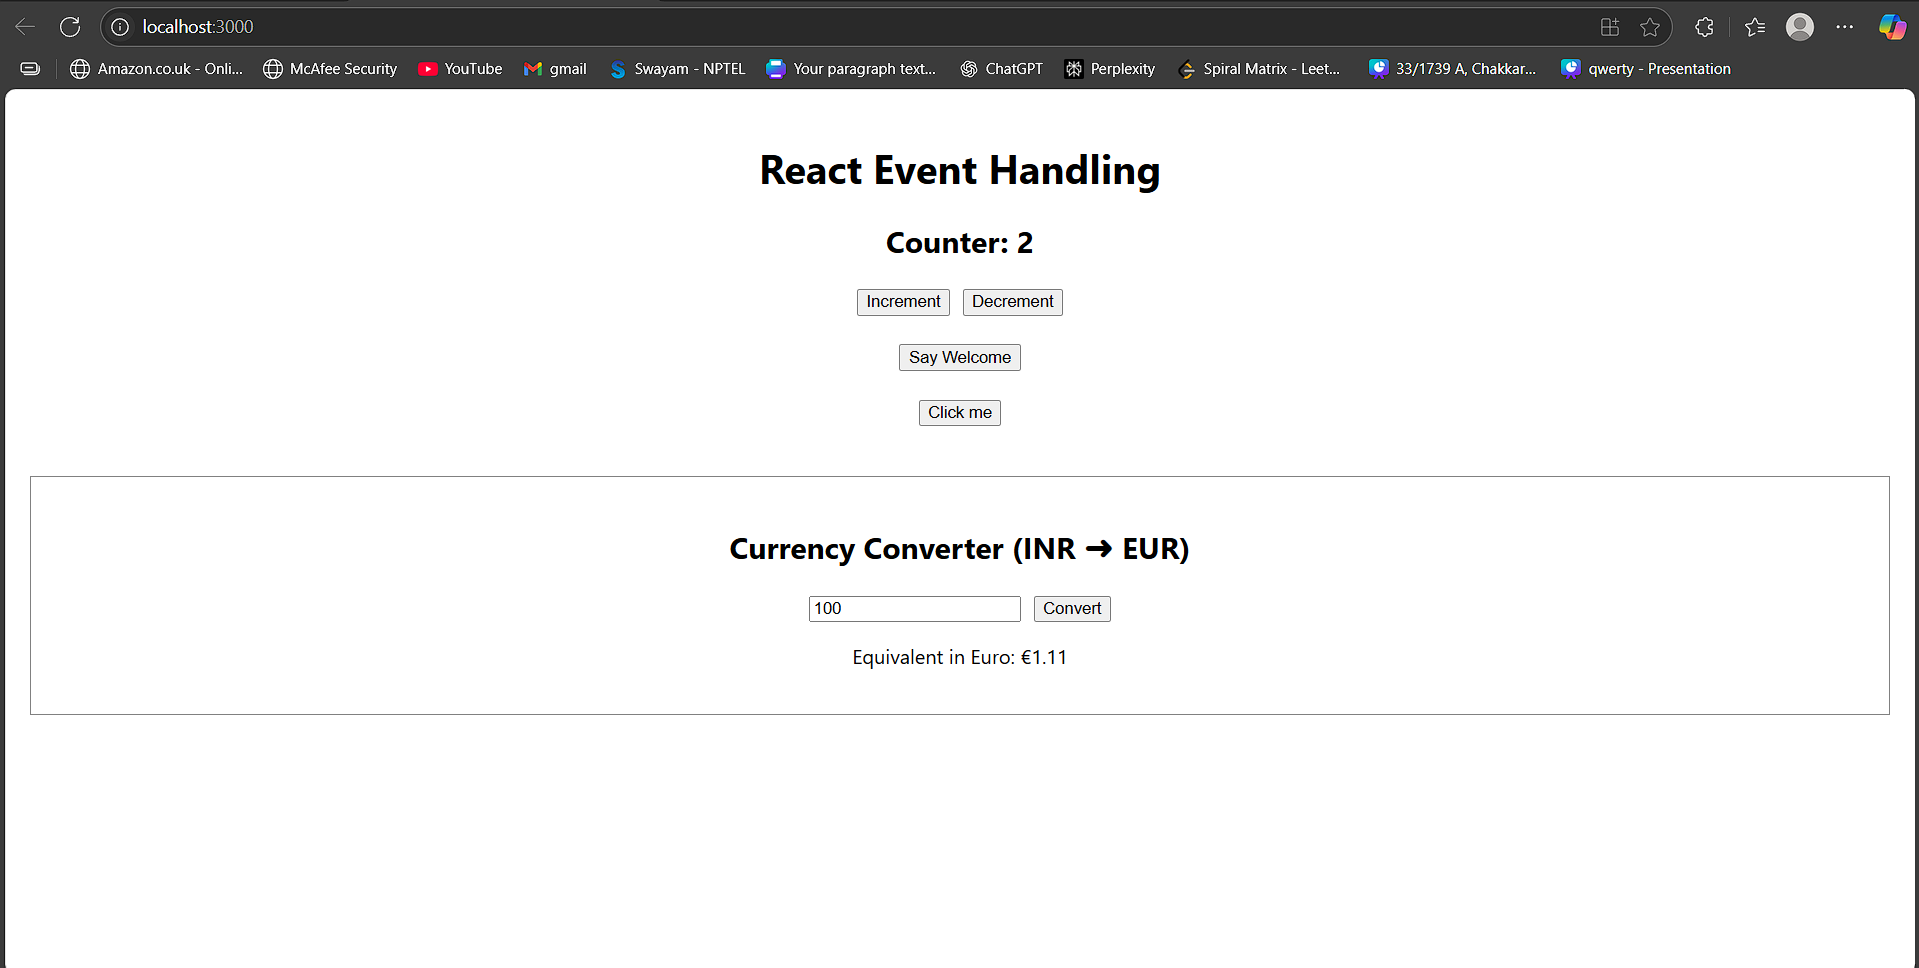 localhost:3000
Amazon.co.uk - Onli... McAfee Security YouTube gmail Swayam - NPTEL Your paragraph text... ChatGPT Perplexity Spiral Matrix - Leet... 33/1739 A, Chakkar... qwerty - Presentation
React Event Handling
Counter: 2
Increment Decrement
Say Welcome
Click me
Currency Converter (INR ➜ EUR)
100 Convert
Equivalent in Euro: €1.11